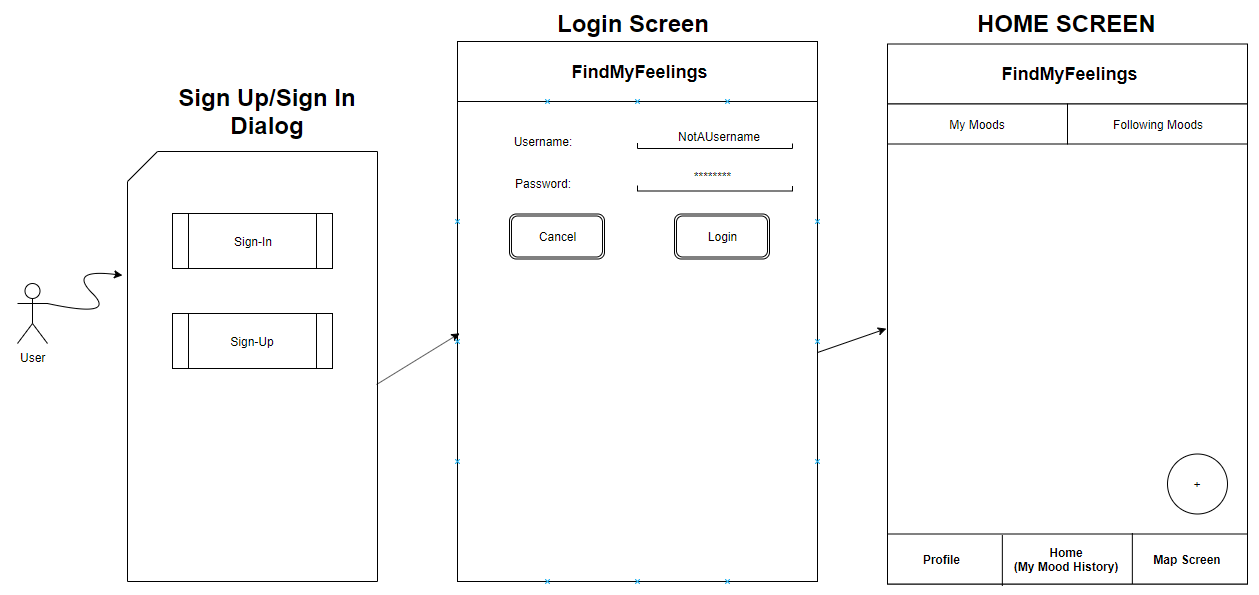 Sign Up/Sign In
Dialog
Sign-In
Sign-Up
User
Login Screen
FindMyFeelings
Username:
NotAUsername
Password:
********
Cancel
Login
HOME SCREEN
FindMyFeelings
My Moods
Following Moods
+
Profile
Home
(My Mood History)
Map Screen